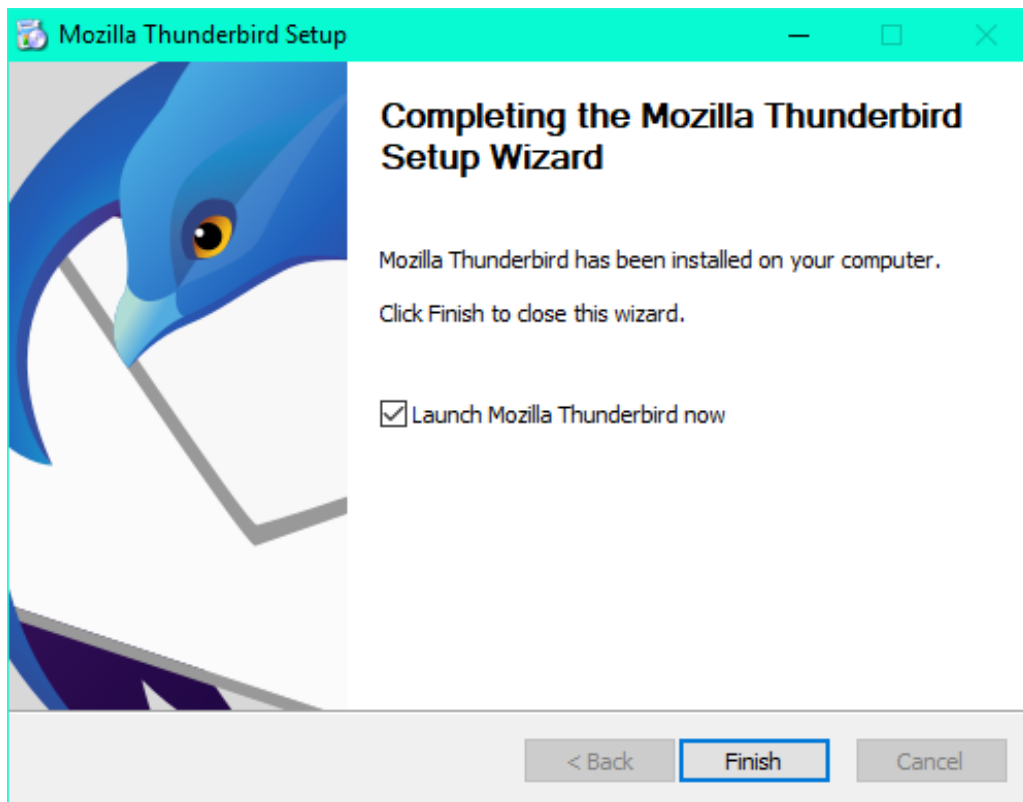 Mozilla Thunderbird Setup
Completing the Mozilla Thunderbird
Setup Wizard
Mozilla Thunderbird has been installed on your computer.
Click Finish to close this wizard.
Launch Mozilla Thunderbird now
< Back Finish Cancel